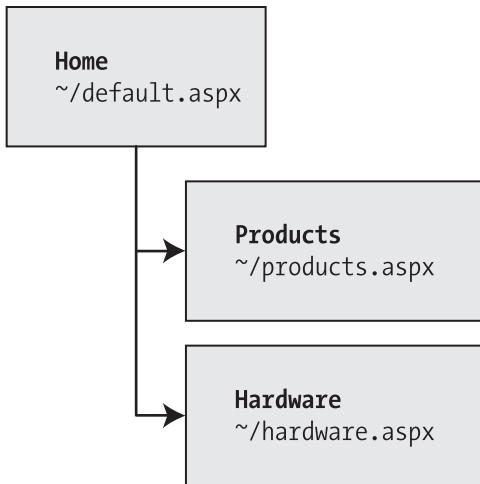 Home
~/default.aspx
Products
~/products.aspx
Hardware
~/hardware.aspx